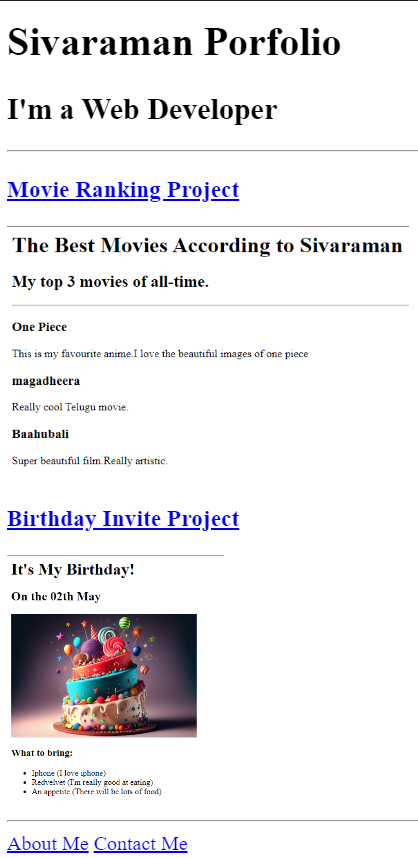 Sivaraman Porfolio
I'm a Web Developer
Movie Ranking Project
The Best Movies According to Sivaraman
My top 3 movies of all-time.
One Piece
This is my favourite anime.I love the beautiful images of one piece
magadheera
Really cool Telugu movie.
Baahubali
Super beautiful film.Really artistic.
Birthday Invite Project
It's My Birthday!
On the 02th May
What to bring:
Iphone (I love iphone)
Redvelvet (I'm really good at eating)
An appetite (There will be lots of food)
About Me Contact Me